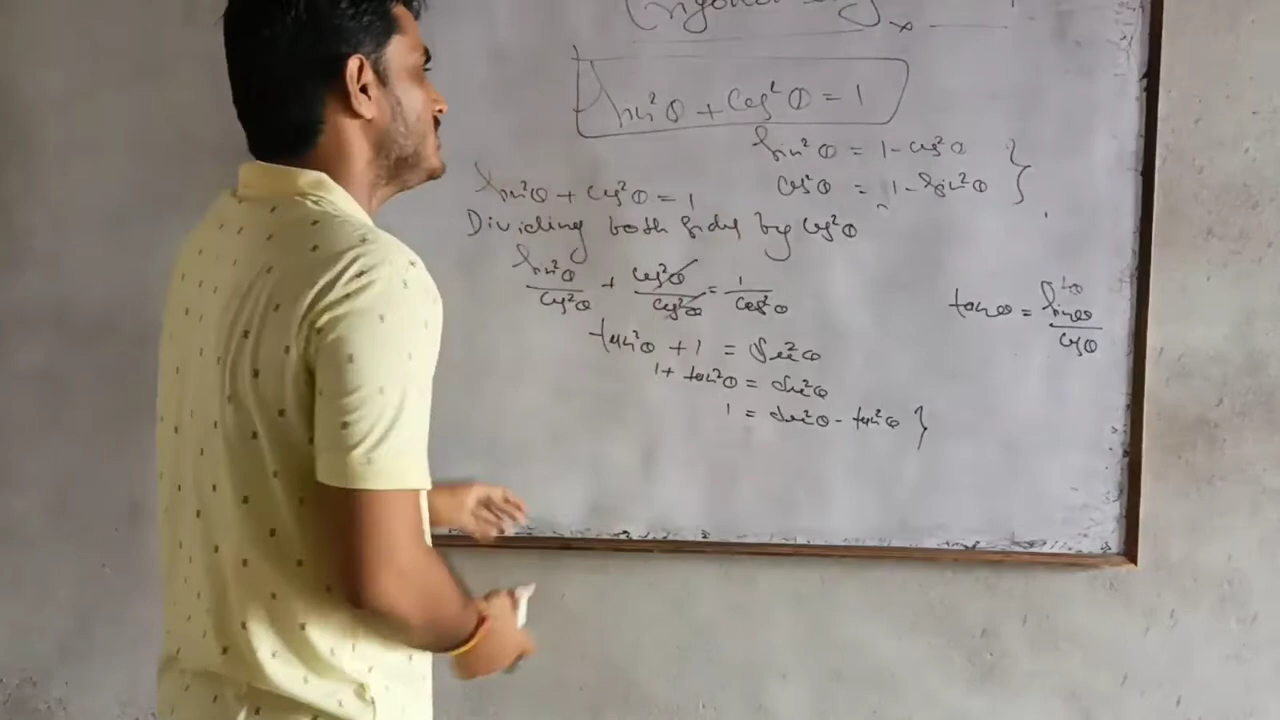 Trigonometry
sin²θ + cos²θ = 1
sin²θ = 1 - cos²θ
cos²θ = 1 - sin²θ }
sin²θ + cos²θ = 1
Dividing both sides by cos²θ
sin²θ/cos²θ + cos²θ/cos²θ = 1/cos²θ
tan²θ + 1 = sec²θ
1 + tan²θ = sec²θ
1 = sec²θ - tan²θ }
tanθ = sinθ/cosθ